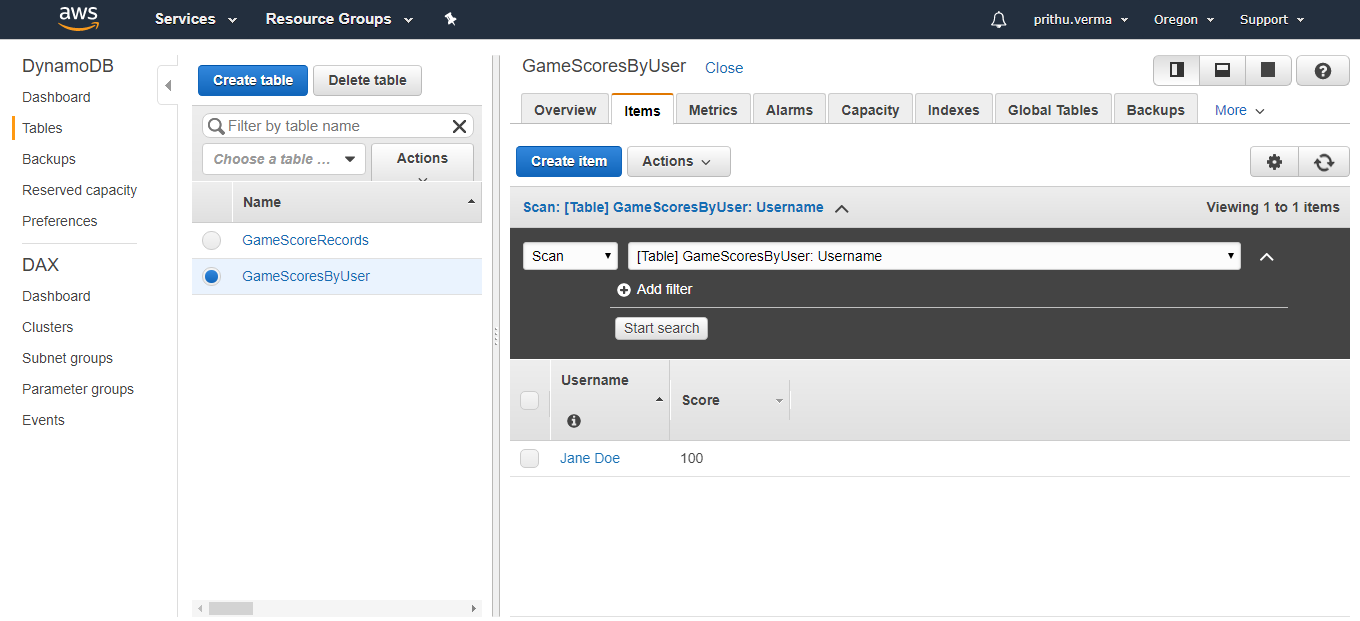 aws Services Resource Groups prithu.verma Oregon Support
DynamoDB
Dashboard
Tables
Backups
Reserved capacity
Preferences
DAX
Dashboard
Clusters
Subnet groups
Parameter groups
Events
Create table Delete table
Filter by table name
Choose a table ... Actions
Name
GameScoreRecords
GameScoresByUser
GameScoresByUser Close
Overview Items Metrics Alarms Capacity Indexes Global Tables Backups More
Create item Actions
Scan: [Table] GameScoresByUser: Username Viewing 1 to 1 items
Scan [Table] GameScoresByUser: Username
Add filter
Start search
Username Score
Jane Doe 100